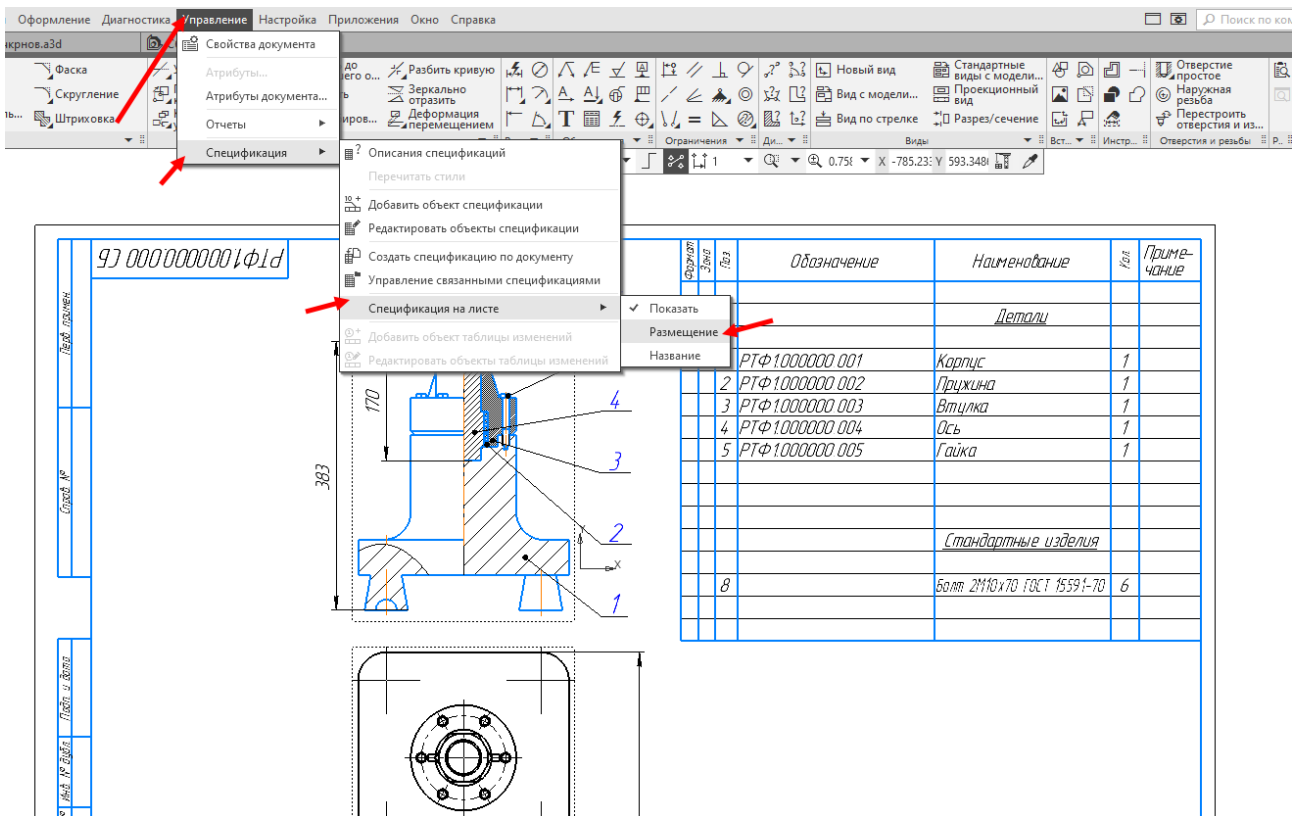 Оформление Диагностика Управление Настройка Приложения Окно Справка
Поиск по ком
чкрнов.a3d
Свойства документа
Атрибуты...
Атрибуты документа...
Отчеты
Спецификация
Фаска
Скругление
Штриховка
Разбить кривую
Зеркально отразить
Деформация перемещением
Новый вид
Вид с модели...
Вид по стрелке
Стандартные виды с модели...
Проекционный вид
Разрез/сечение
Отверстие простое
Наружная резьба
Перестроить отверстия и из...
Ограничения
Ди...
Виды
Вст...
Инстр...
Отверстия и резьбы
Р...
Описания спецификаций
Перечитать стили
Добавить объект спецификации
Редактировать объекты спецификации
Создать спецификацию по документу
Управление связанными спецификациями
Спецификация на листе
Добавить объект таблицы изменений
Редактировать объекты таблицы изменений
Показать
Размещение
Название
1
0.758
X -785.23
Y 593.348
РТФ1.000000.000 СБ
Перв. примен.
Справ. №
Подп. и дата
Инв. № дубл.
383
170
4
3
2
1
Y
X
Формат Зона Поз. Обозначение Наименование Кол. Приме-
чание
Детали
РТФ1.000000 001 Корпус 1
2 РТФ1.000000 002 Пружина 1
3 РТФ1.000000 003 Втулка 1
4 РТФ1.000000 004 Ось 1
5 РТФ1.000000 005 Гайка 1
Стандартные изделия
8 Болт 2М10х70 ГОСТ 15591-70 6